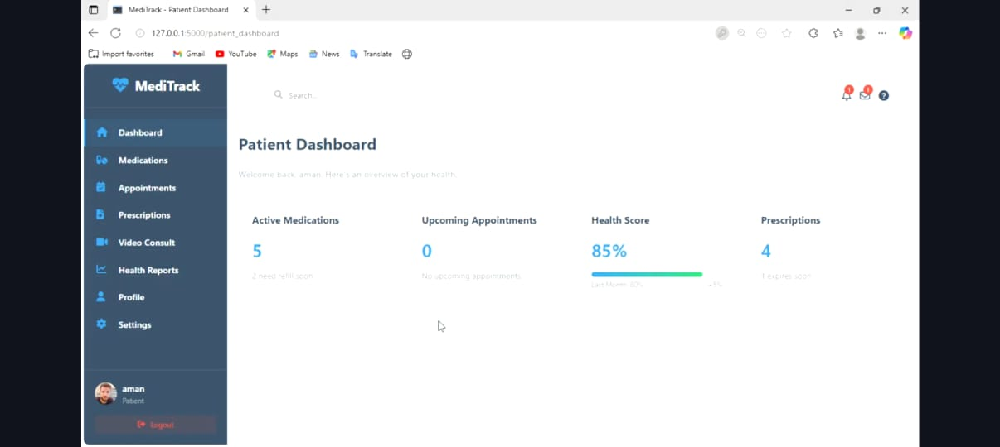 MediTrack - Patient Dashboard
127.0.0.1:5000/patient_dashboard
Import favorites Gmail YouTube Maps News Translate
MediTrack
Search...
1 1 ?
Dashboard
Medications
Appointments
Prescriptions
Video Consult
Health Reports
Profile
Settings
aman
Patient
Logout
Patient Dashboard
Welcome back, aman. Here's an overview of your health.
Active Medications
5
2 need refill soon
Upcoming Appointments
0
No upcoming appointments
Health Score
85%
Last Month: 80% +5%
Prescriptions
4
1 expires soon